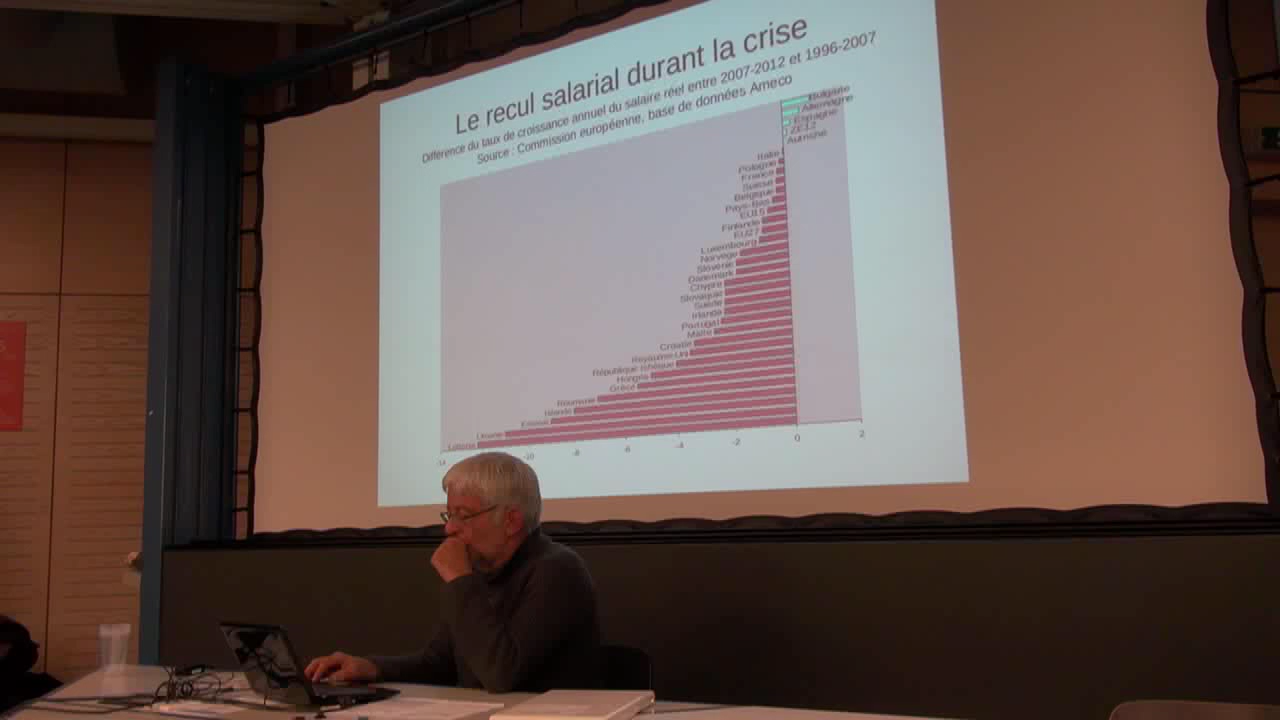 Le recul salarial durant la crise
Différence du taux de croissance annuel du salaire réel entre 2007-2012 et 1996-2007
Source : Commission européenne, base de données Ameco
Bulgarie
Allemagne
Espagne
ZE12
Autriche
Italie
Pologne
France
Suisse
Belgique
Pays-Bas
EU15
Finlande
EU27
Luxembourg
Norvège
Slovénie
Danemark
Chypre
Slovaquie
Suède
Irlande
Portugal
Malte
Croatie
Royaume-Uni
République tchèque
Hongrie
Grèce
Roumanie
Islande
Lettonie
-14
-10
-8
-6
-4
-2
0
2